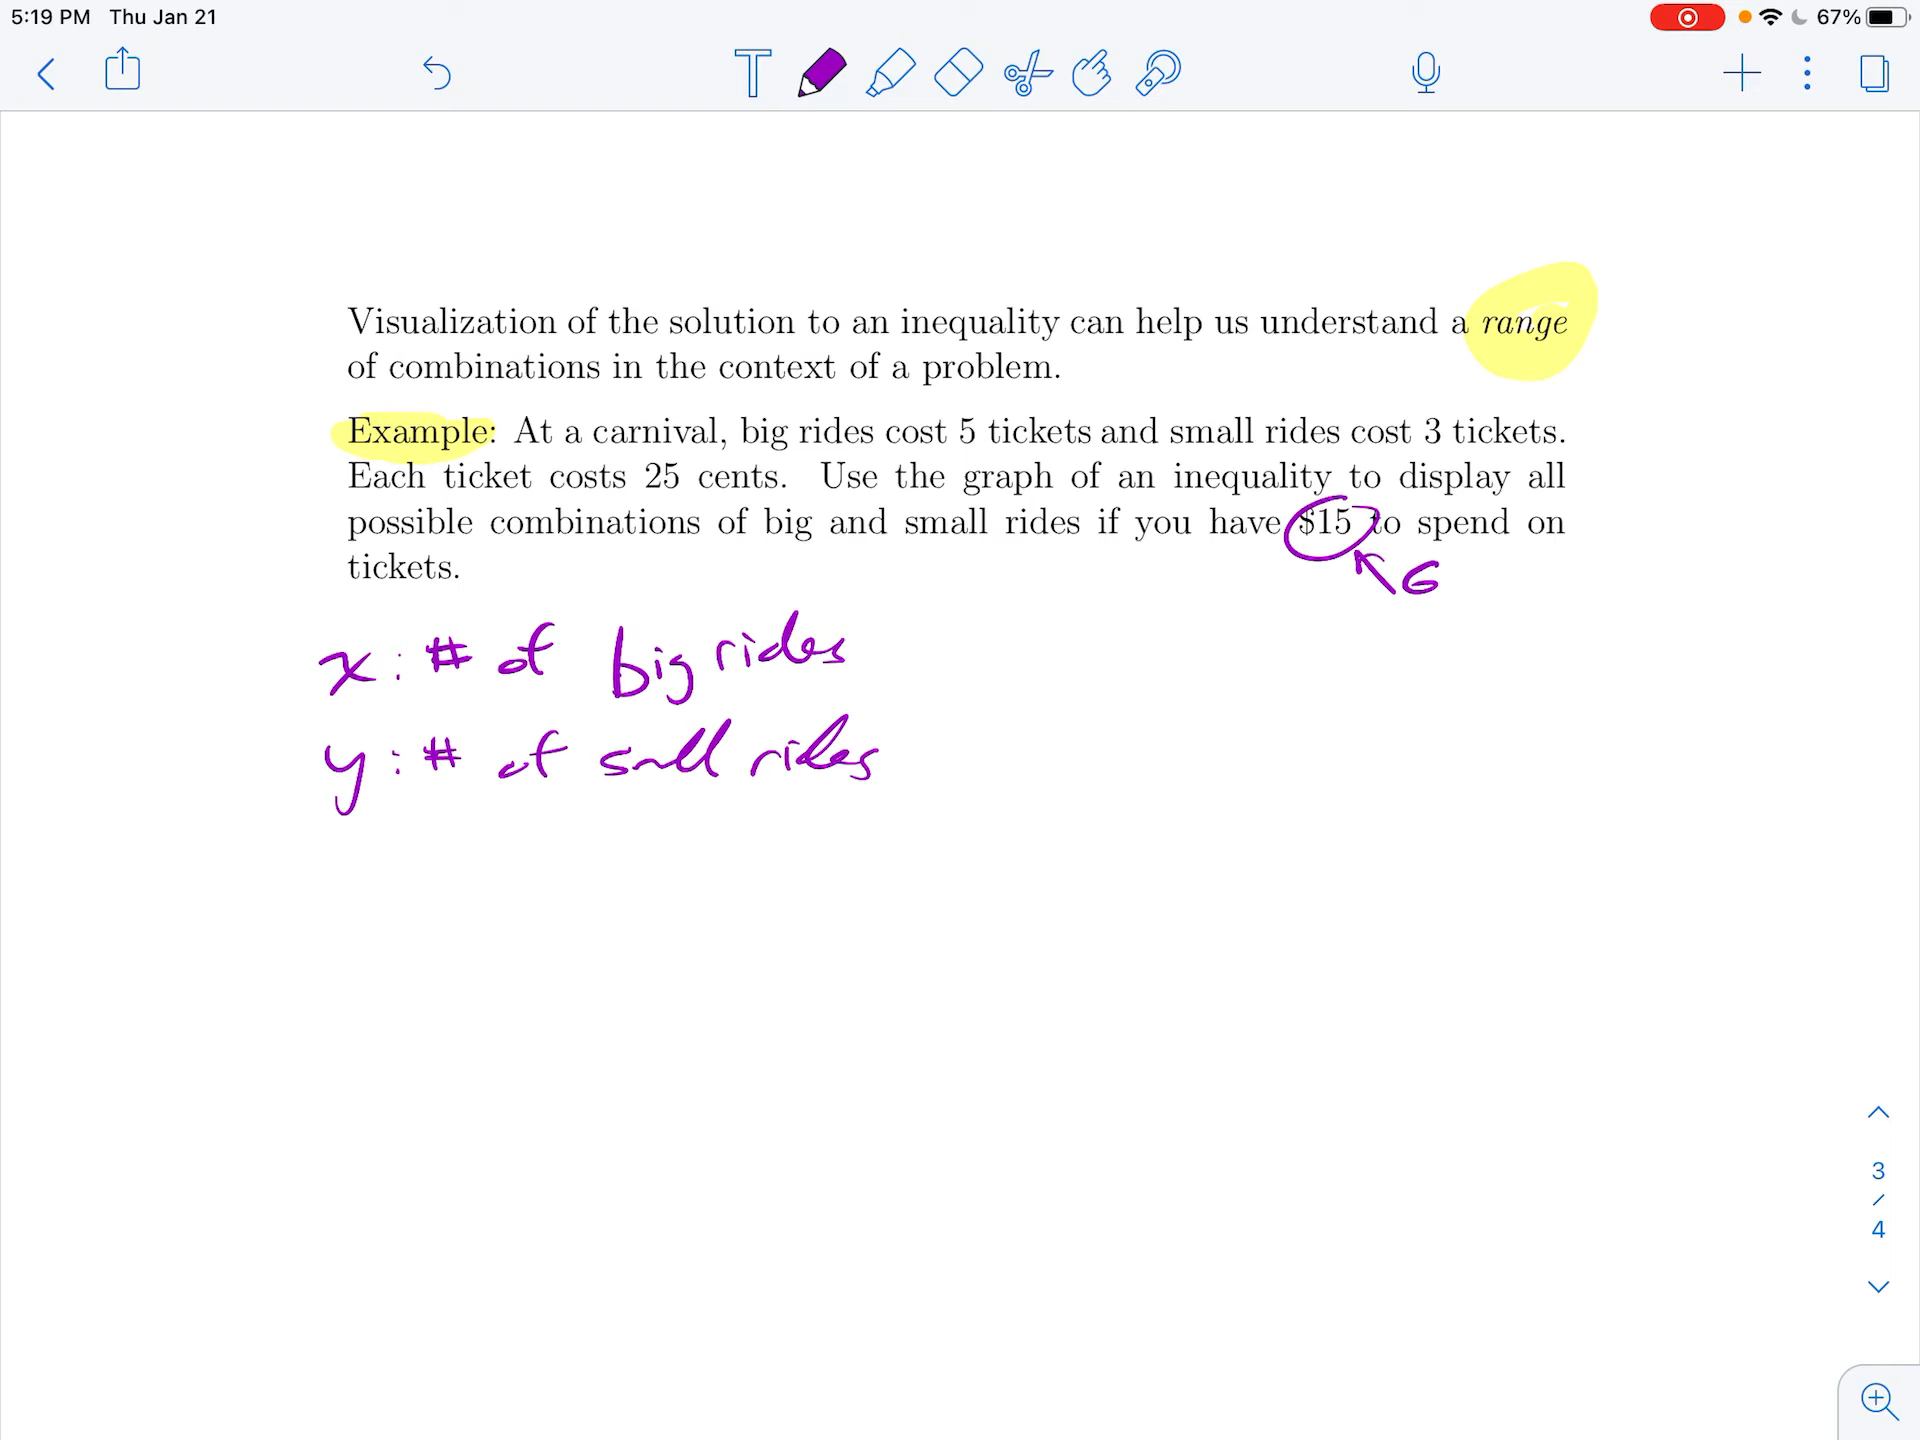 5:19 PM Thu Jan 21
67%
T
Visualization of the solution to an inequality can help us understand a range
of combinations in the context of a problem.
Example: At a carnival, big rides cost 5 tickets and small rides cost 3 tickets.
Each ticket costs 25 cents. Use the graph of an inequality to display all
possible combinations of big and small rides if you have $15 to spend on
tickets.
G
x: # of big rides
y: # of small rides
3
/
4